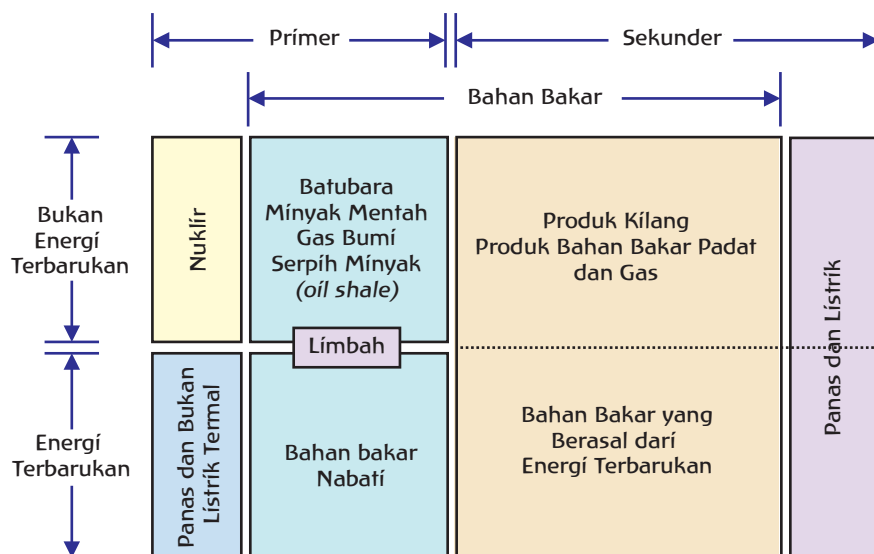 Primer
Sekunder
Bahan Bakar
Bukan
Energi
Terbarukan
Nuklir
Batubara
Minyak Mentah
Gas Bumi
Serpih Minyak
(oil shale)
Produk Kilang
Produk Bahan Bakar Padat
dan Gas
Panas dan Listrik
Limbah
Energi
Terbarukan
Panas dan Bukan
Listrik Termal
Bahan bakar
Nabati
Bahan Bakar yang
Berasal dari
Energi Terbarukan